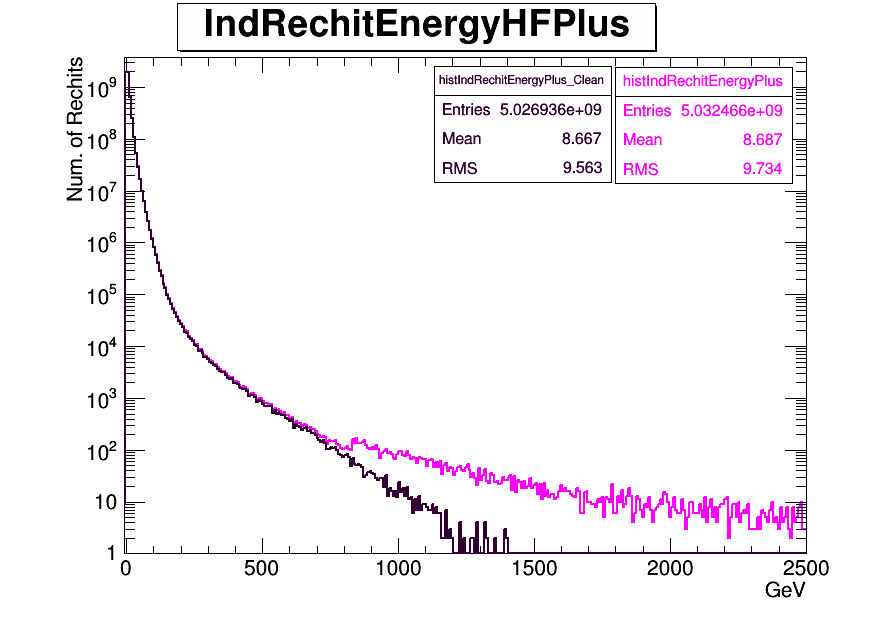 IndRechitEnergyHFPlus
Num. of Rechits
histIndRechitEnergyPlus_Clean
Entries 5.026936e+09
Mean 8.667
RMS 9.563
histIndRechitEnergyPlus
Entries 5.032466e+09
Mean 8.687
RMS 9.734
10⁹
10⁸
10⁷
10⁶
10⁵
10⁴
10³
10²
10
1
0 500 1000 1500 2000 2500
GeV